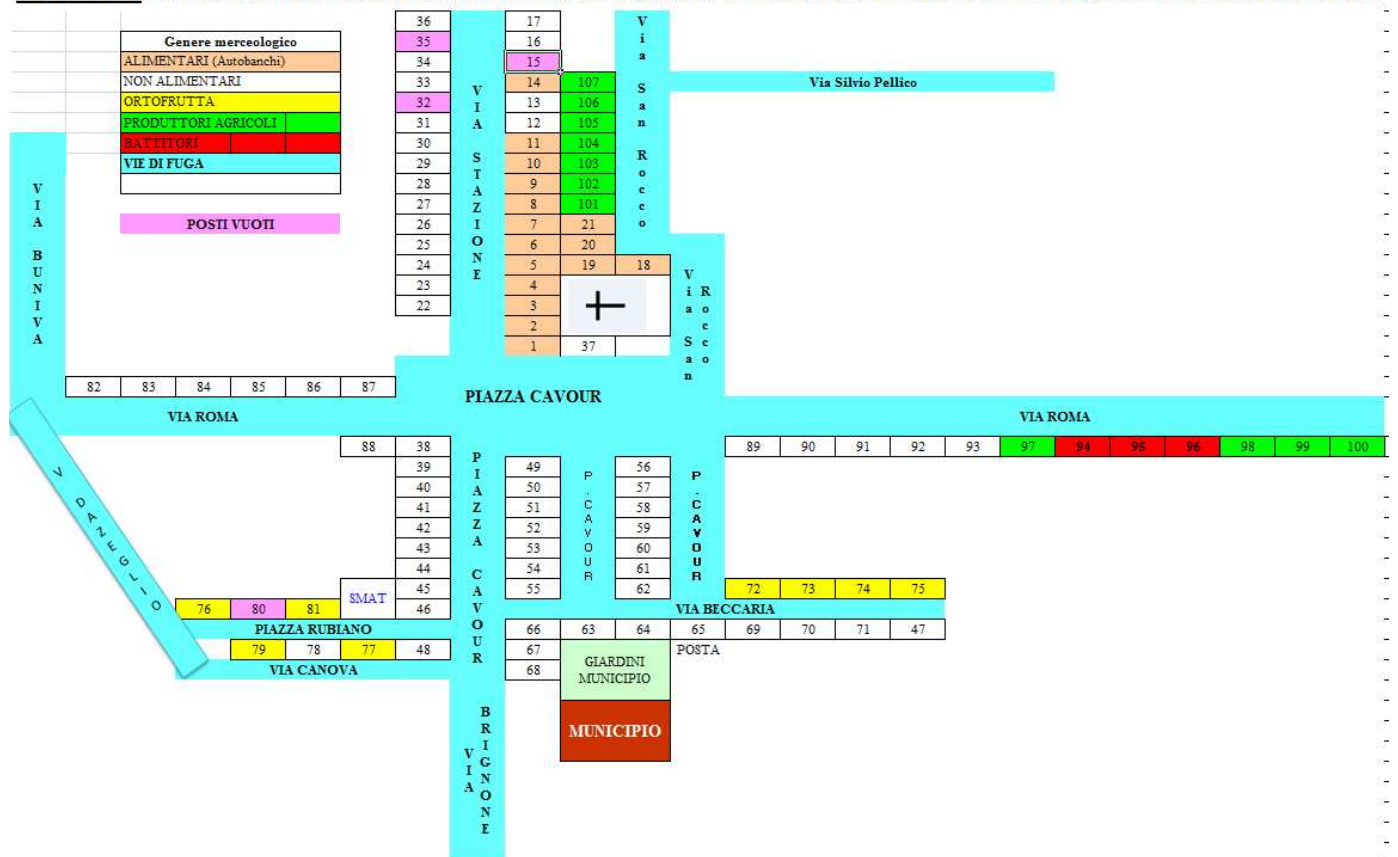 36 17
Genere merceologico 35 16
ALIMENTARI (Autobanchi) 34 15
NON ALIMENTARI 33 14 107
ORTOFRUTTA 32 13 106
PRODUTTORI AGRICOLI 31 12 105
BATTITORI 30 11 104
VIE DI FUGA 29 10 103
28 9 102
27 8 101
POSTI VUOTI 26 7 21
25 6 20
24 5 19 18
23 4
22 3
2
1 37
VIA BUNIVA
VIA STAZIONE
Via San Rocco
Via Silvio Pellico
Via San Rocco
82 83 84 85 86 87
PIAZZA CAVOUR
VIA ROMA
VIA ROMA
88 38 89 90 91 92 93 97 94 95 96 98 99 100
39 49 56
40 50 57
41 51 58
42 52 59
43 53 60
44 54 61
45 55 62 72 73 74 75
76 80 81 SMAT 46
PIAZZA CAVOUR
P.CAVOUR
P.CAVOUR
V DAZEGLIO
VIA BECCARIA
PIAZZA RUBIANO 66 63 64 65 69 70 71 47
79 78 77 48 67 POSTA
VIA CANOVA 68
GIARDINI
MUNICIPIO
MUNICIPIO
VIA BRIGNONE